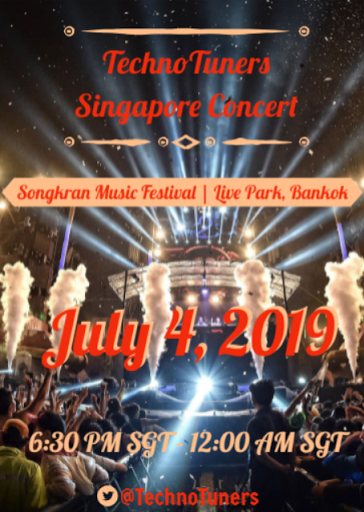 TechnoTuners
Singapore Concert
Songkran Music Festival | Live Park, Bankok
July 4, 2019
6:30 PM SGT - 12:00 AM SGT
@TechnoTuners